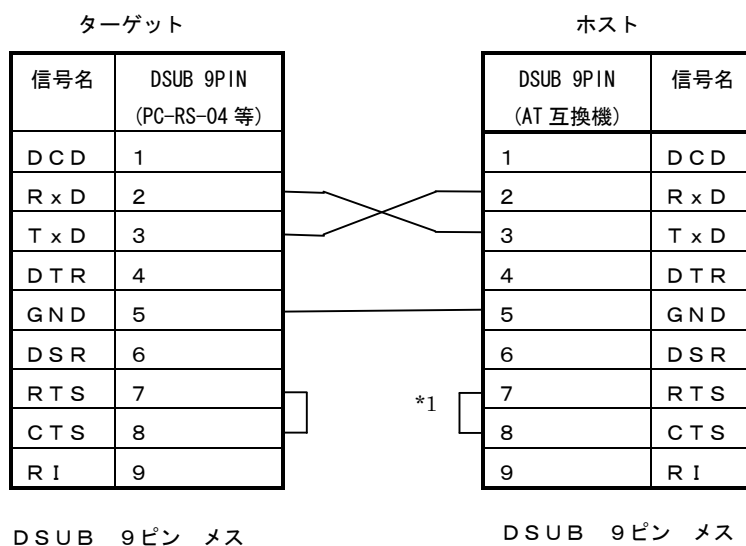 ターゲット
ホスト
信号名 DSUB 9PIN
(PC-RS-04 等)
DSUB 9PIN 信号名
(AT 互換機)
ＤＣＤ １ １ ＤＣＤ
ＲｘＤ ２ ２ ＲｘＤ
ＴｘＤ ３ ３ ＴｘＤ
ＤＴＲ ４ ４ ＤＴＲ
ＧＮＤ ５ ５ ＧＮＤ
ＤＳＲ ６ ６ ＤＳＲ
ＲＴＳ ７ *1 ７ ＲＴＳ
ＣＴＳ ８ ８ ＣＴＳ
ＲＩ ９ ９ ＲＩ
ＤＳＵＢ ９ピン メス
ＤＳＵＢ ９ピン メス